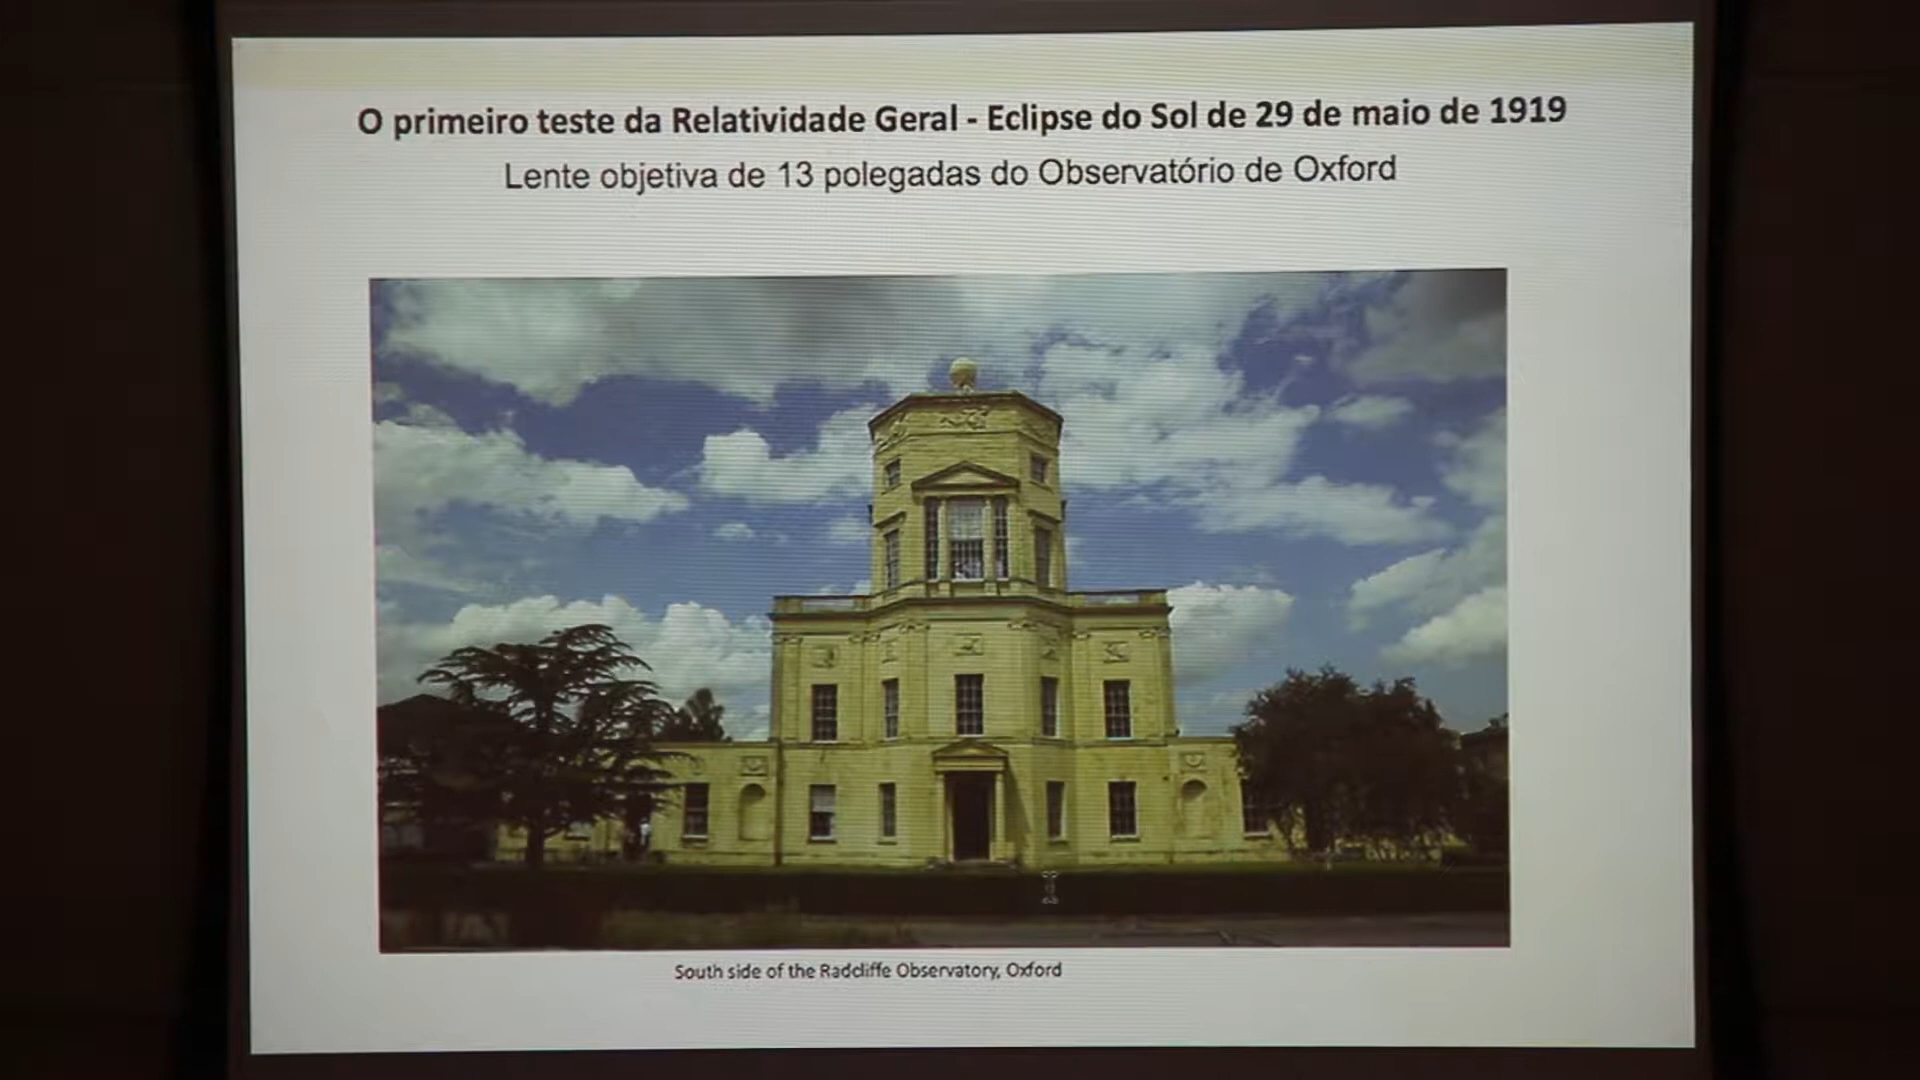 O primeiro teste da Relatividade Geral - Eclipse do Sol de 29 de maio de 1919
Lente objetiva de 13 polegadas do Observatório de Oxford
South side of the Radcliffe Observatory, Oxford